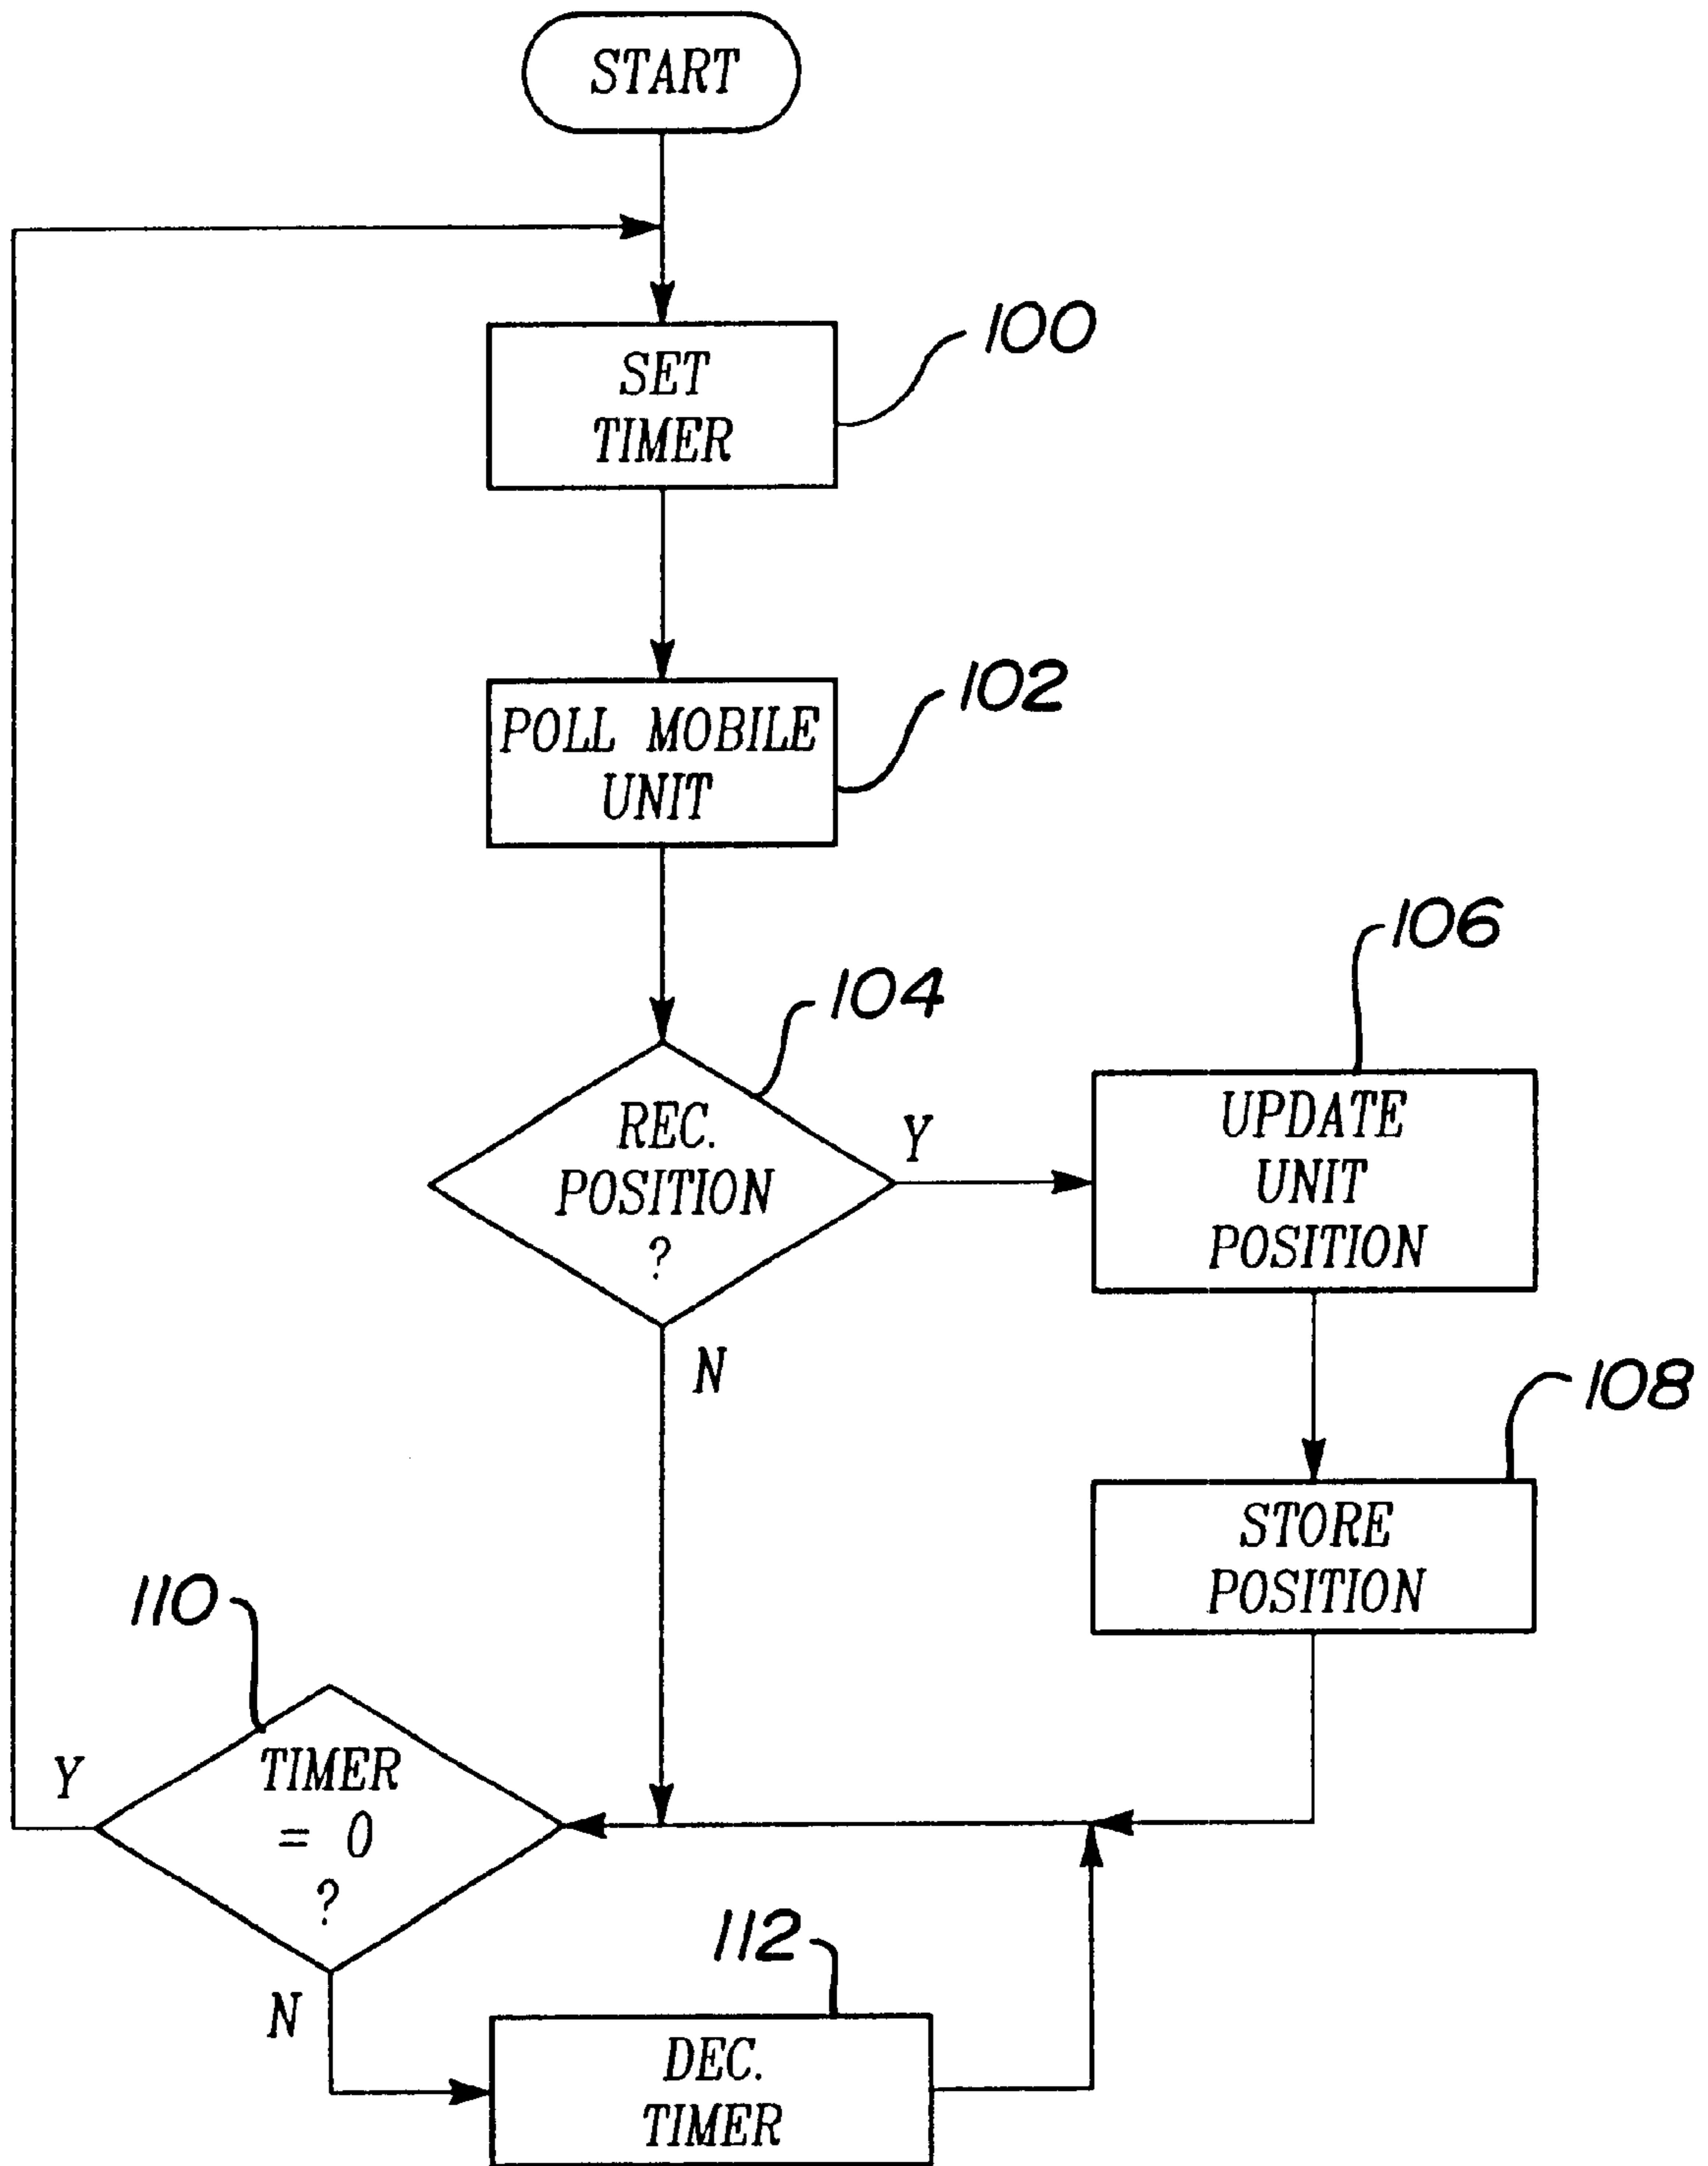 START
100
SET
TIMER
102
POLL MOBILE
UNIT
104
REC.
POSITION
?
Y
N
106
UPDATE
UNIT
POSITION
108
STORE
POSITION
110
TIMER
= 0
?
Y
N
112
DEC.
TIMER